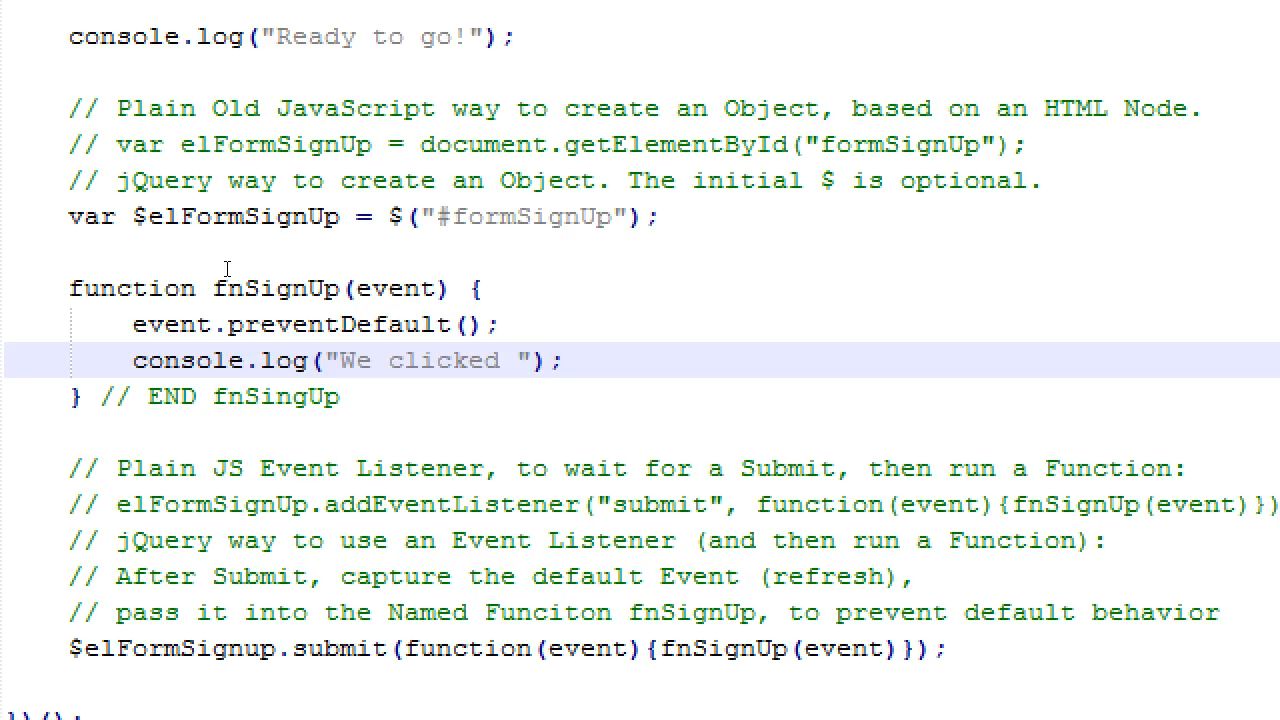 console.log("Ready to go!");
// Plain Old JavaScript way to create an Object, based on an HTML Node.
// var elFormSignUp = document.getElementById("formSignUp");
// jQuery way to create an Object. The initial $ is optional.
var $elFormSignUp = $("#formSignUp");
function fnSignUp(event) {
event.preventDefault();
console.log("We clicked ");
} // END fnSingUp
// Plain JS Event Listener, to wait for a Submit, then run a Function:
// elFormSignUp.addEventListener("submit", function(event){fnSignUp(event)})
// jQuery way to use an Event Listener (and then run a Function):
// After Submit, capture the default Event (refresh),
// pass it into the Named Funciton fnSignUp, to prevent default behavior
$elFormSignup.submit(function(event){fnSignUp(event)});
})();